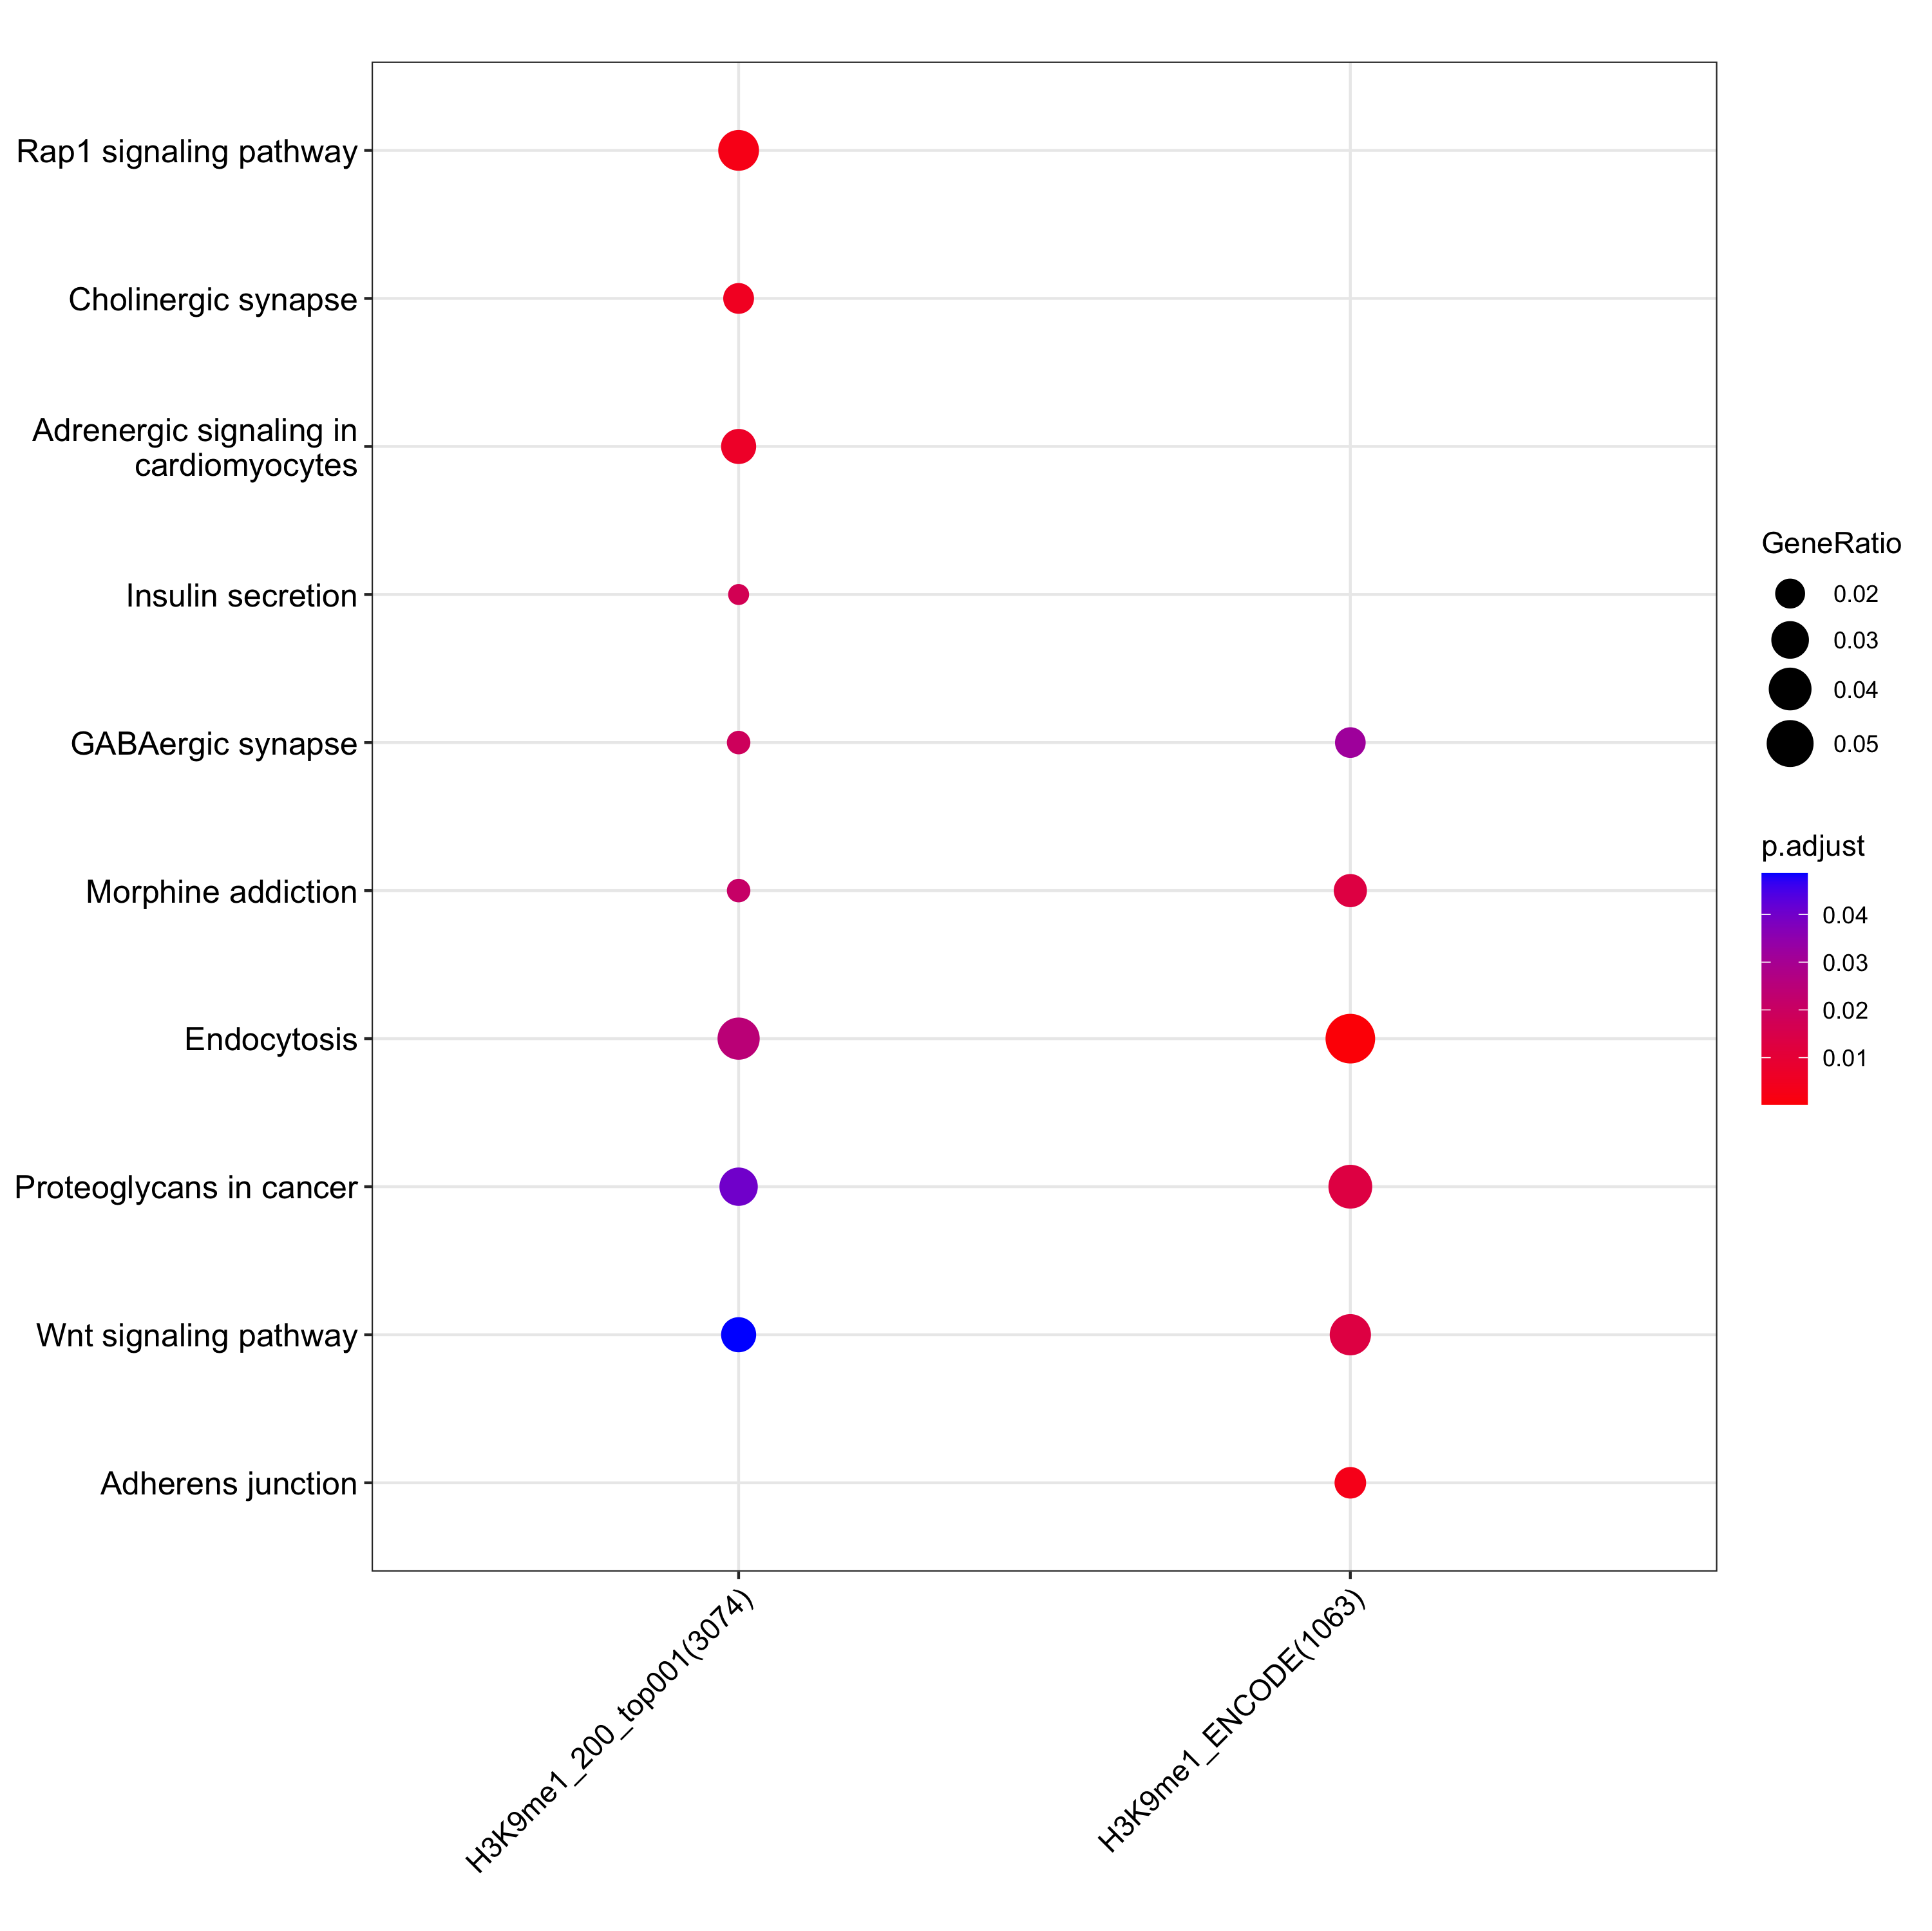 Rap1 signaling pathway
Cholinergic synapse
Adrenergic signaling in
cardiomyocytes
Insulin secretion
GABAergic synapse
Morphine addiction
Endocytosis
Proteoglycans in cancer
Wnt signaling pathway
Adherens junction
H3K9me1_200_top001(3074)
H3K9me1_ENCODE(1063)
GeneRatio
0.02
0.03
0.04
0.05
p.adjust
0.04
0.03
0.02
0.01